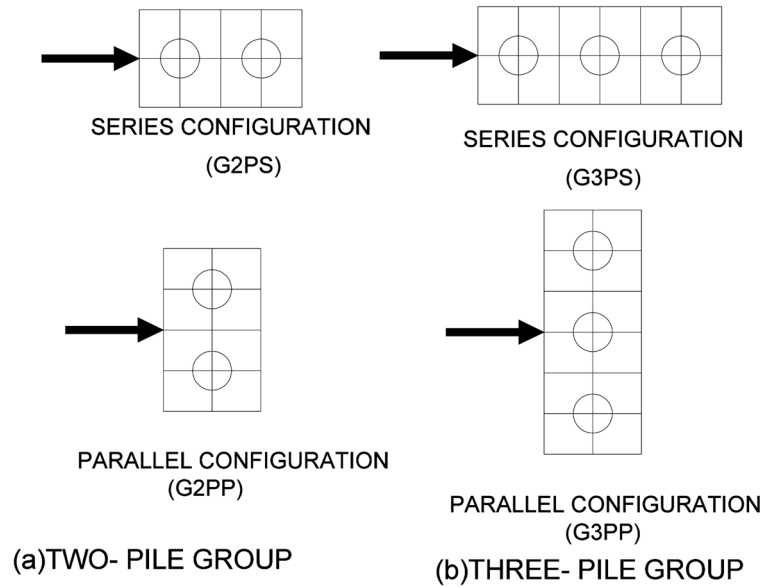 SERIES CONFIGURATION
(G2PS)
SERIES CONFIGURATION
(G3PS)
PARALLEL CONFIGURATION
(G2PP)
PARALLEL CONFIGURATION
(G3PP)
(a)TWO- PILE GROUP
(b)THREE- PILE GROUP